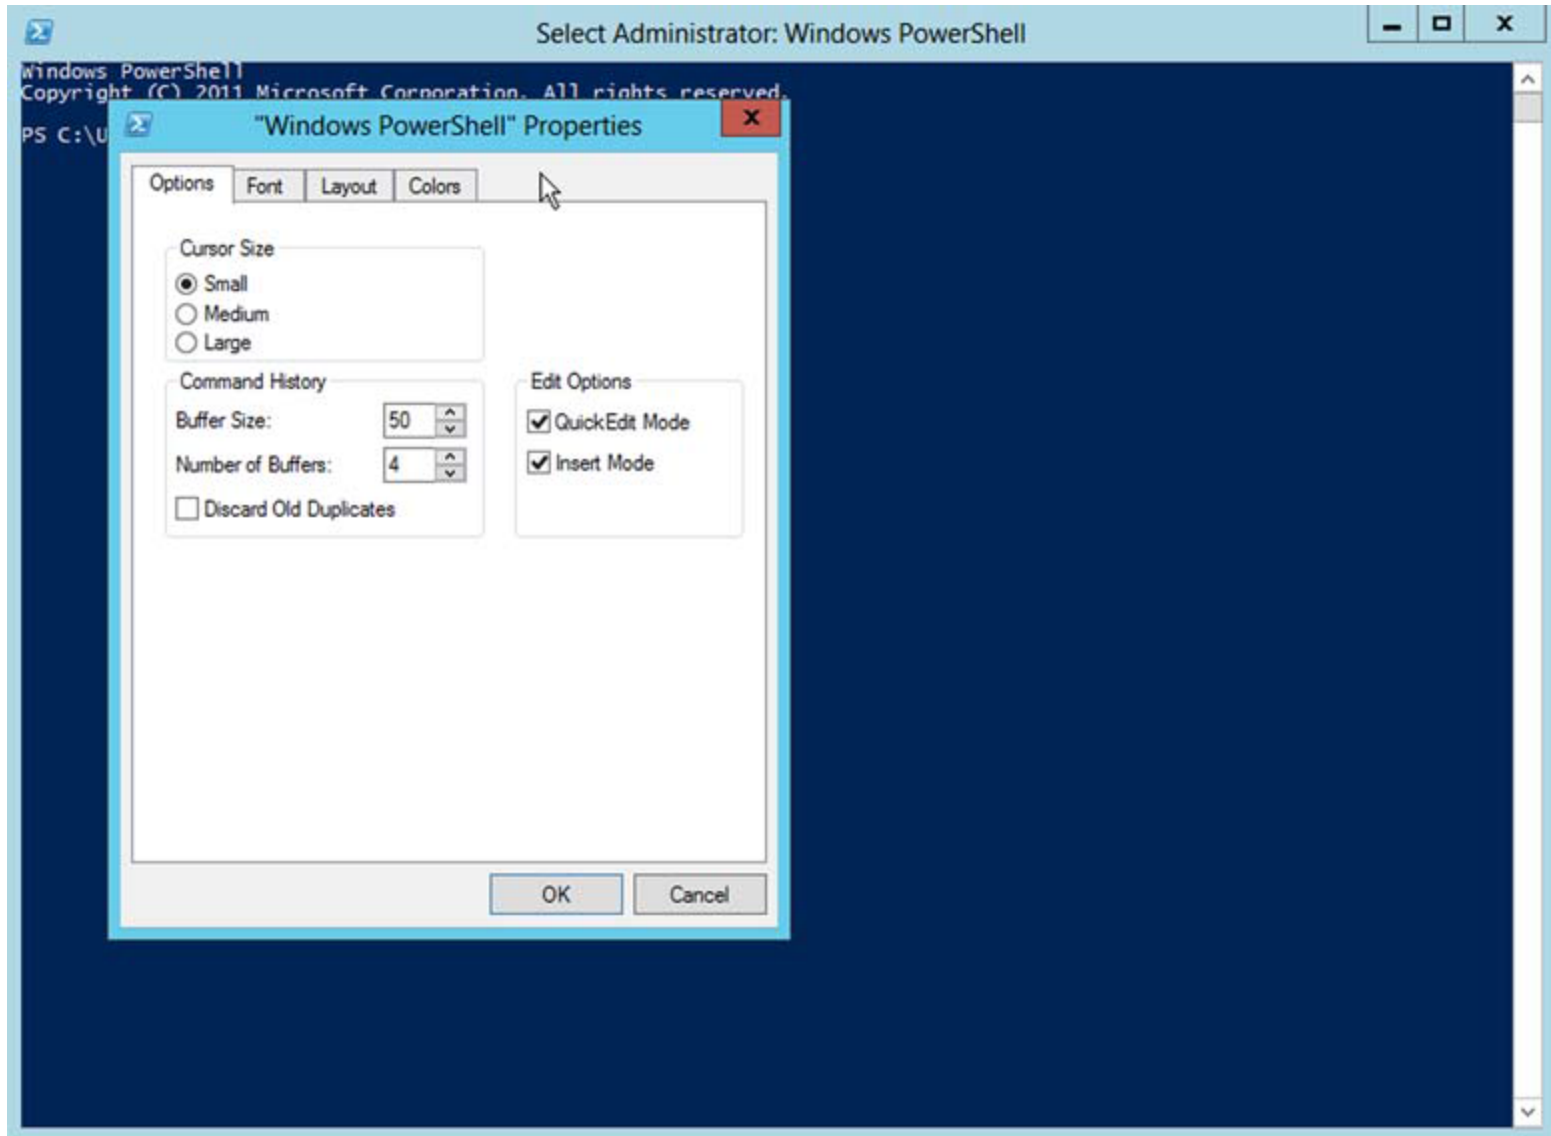 Select Administrator: Windows PowerShell
Windows PowerShell
Copyright (C) 2011 Microsoft Corporation. All rights reserved.
PS C:\U
"Windows PowerShell" Properties
Options Font Layout Colors
Cursor Size
Small
Medium
Large
Command History
Buffer Size: 50
Number of Buffers: 4
Discard Old Duplicates
Edit Options
QuickEdit Mode
Insert Mode
OK Cancel